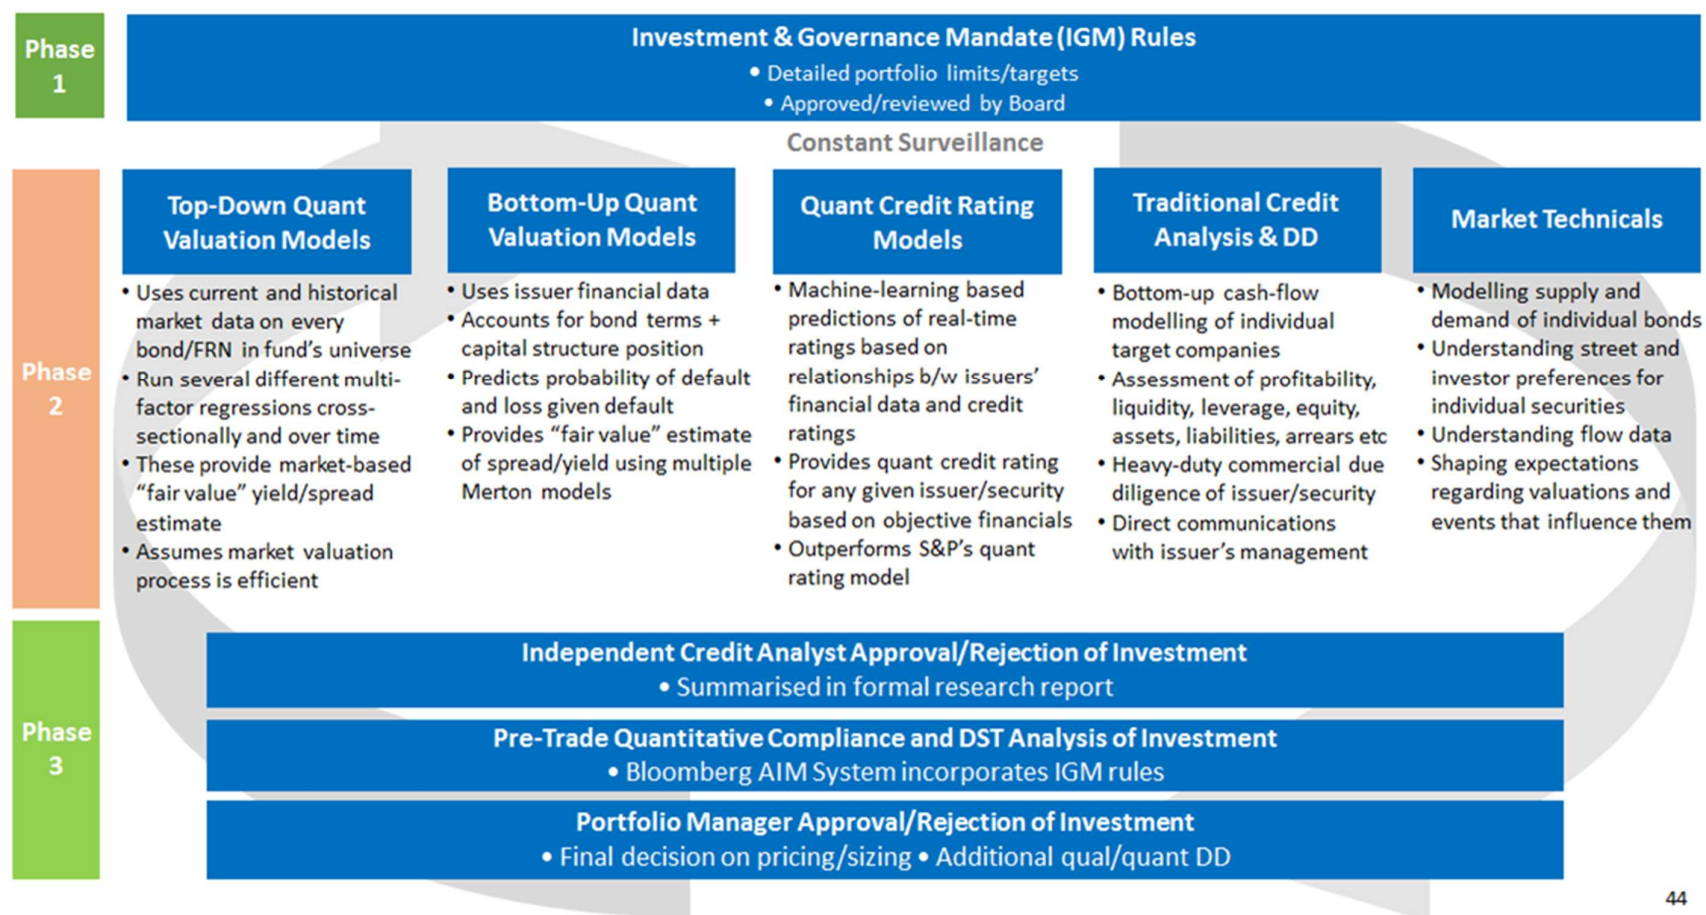 Phase
1
Investment & Governance Mandate (IGM) Rules
• Detailed portfolio limits/targets
• Approved/reviewed by Board
Constant Surveillance
Phase
2
Top-Down Quant
Valuation Models
• Uses current and historical
market data on every
bond/FRN in fund's universe
• Run several different multi-
factor regressions cross-
sectionally and over time
• These provide market-based
“fair value” yield/spread
estimate
• Assumes market valuation
process is efficient
Bottom-Up Quant
Valuation Models
• Uses issuer financial data
• Accounts for bond terms +
capital structure position
• Predicts probability of default
and loss given default
• Provides “fair value” estimate
of spread/yield using multiple
Merton models
Quant Credit Rating
Models
• Machine-learning based
predictions of real-time
ratings based on
relationships b/w issuers’
financial data and credit
ratings
• Provides quant credit rating
for any given issuer/security
based on objective financials
• Outperforms S&P’s quant
rating model
Traditional Credit
Analysis & DD
• Bottom-up cash-flow
modelling of individual
target companies
• Assessment of profitability,
liquidity, leverage, equity,
assets, liabilities, arrears etc
• Heavy-duty commercial due
diligence of issuer/security
• Direct communications
with issuer’s management
Market Technicals
• Modelling supply and
demand of individual bonds
• Understanding street and
investor preferences for
individual securities
• Understanding flow data
• Shaping expectations
regarding valuations and
events that influence them
Phase
3
Independent Credit Analyst Approval/Rejection of Investment
• Summarised in formal research report
Pre-Trade Quantitative Compliance and DST Analysis of Investment
• Bloomberg AIM System incorporates IGM rules
Portfolio Manager Approval/Rejection of Investment
• Final decision on pricing/sizing • Additional qual/quant DD
44